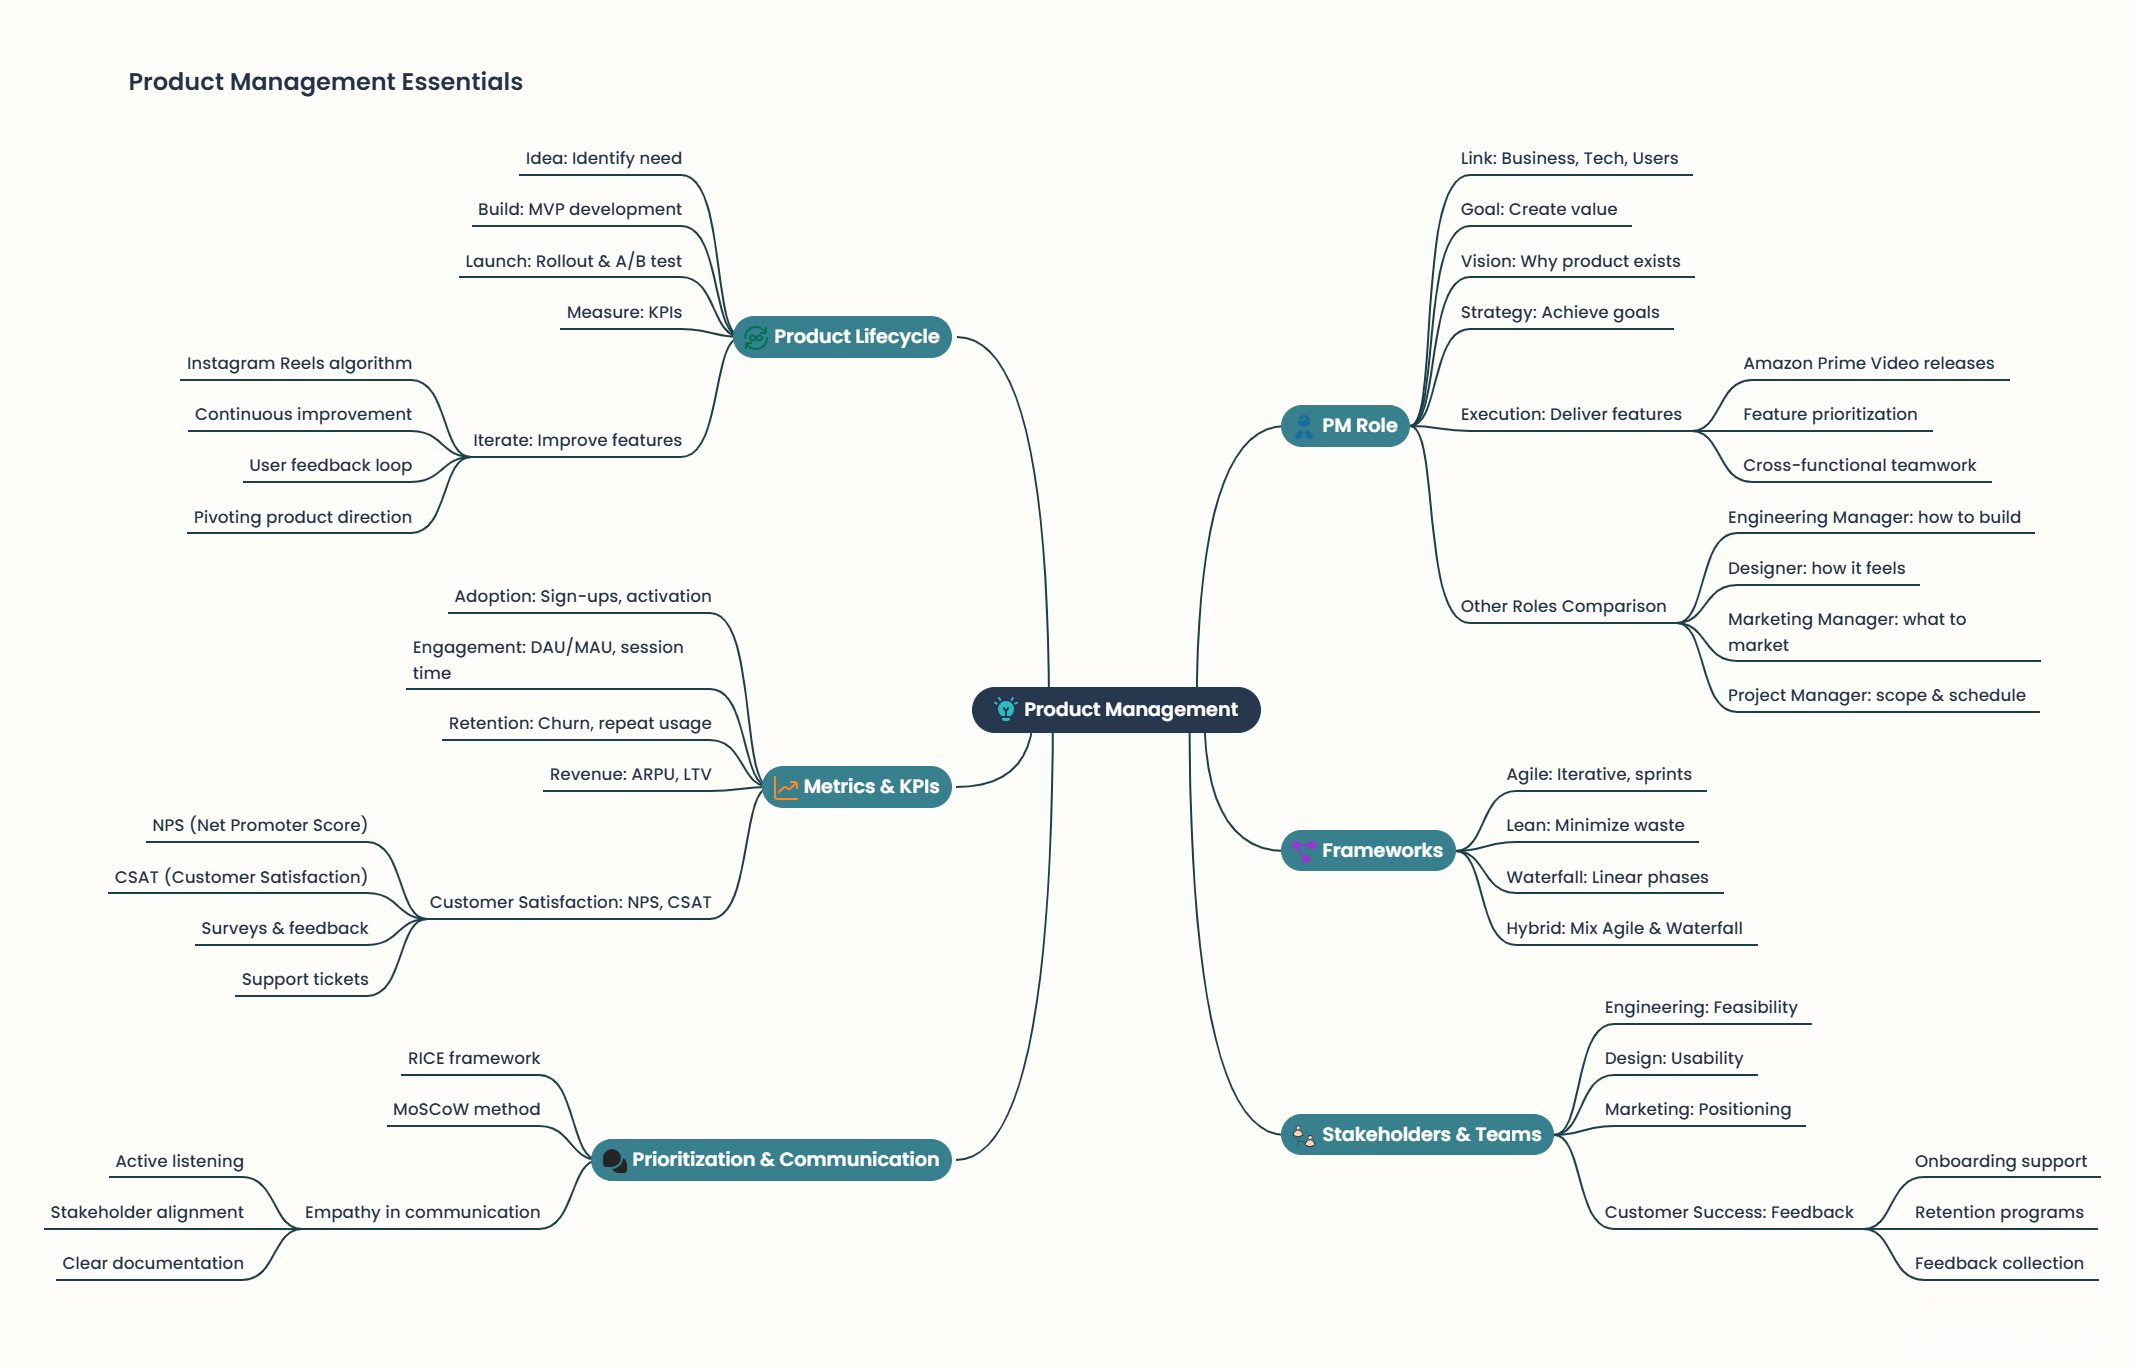 Product Management Essentials
Product Management
Product Lifecycle
Idea: Identify need
Build: MVP development
Launch: Rollout & A/B test
Measure: KPIs
Iterate: Improve features
Instagram Reels algorithm
Continuous improvement
User feedback loop
Pivoting product direction
Metrics & KPIs
Adoption: Sign-ups, activation
Engagement: DAU/MAU, session
time
Retention: Churn, repeat usage
Revenue: ARPU, LTV
Customer Satisfaction: NPS, CSAT
NPS (Net Promoter Score)
CSAT (Customer Satisfaction)
Surveys & feedback
Support tickets
Prioritization & Communication
RICE framework
MoSCoW method
Empathy in communication
Active listening
Stakeholder alignment
Clear documentation
PM Role
Link: Business, Tech, Users
Goal: Create value
Vision: Why product exists
Strategy: Achieve goals
Execution: Deliver features
Amazon Prime Video releases
Feature prioritization
Cross-functional teamwork
Other Roles Comparison
Engineering Manager: how to build
Designer: how it feels
Marketing Manager: what to
market
Project Manager: scope & schedule
Frameworks
Agile: Iterative, sprints
Lean: Minimize waste
Waterfall: Linear phases
Hybrid: Mix Agile & Waterfall
Stakeholders & Teams
Engineering: Feasibility
Design: Usability
Marketing: Positioning
Customer Success: Feedback
Onboarding support
Retention programs
Feedback collection